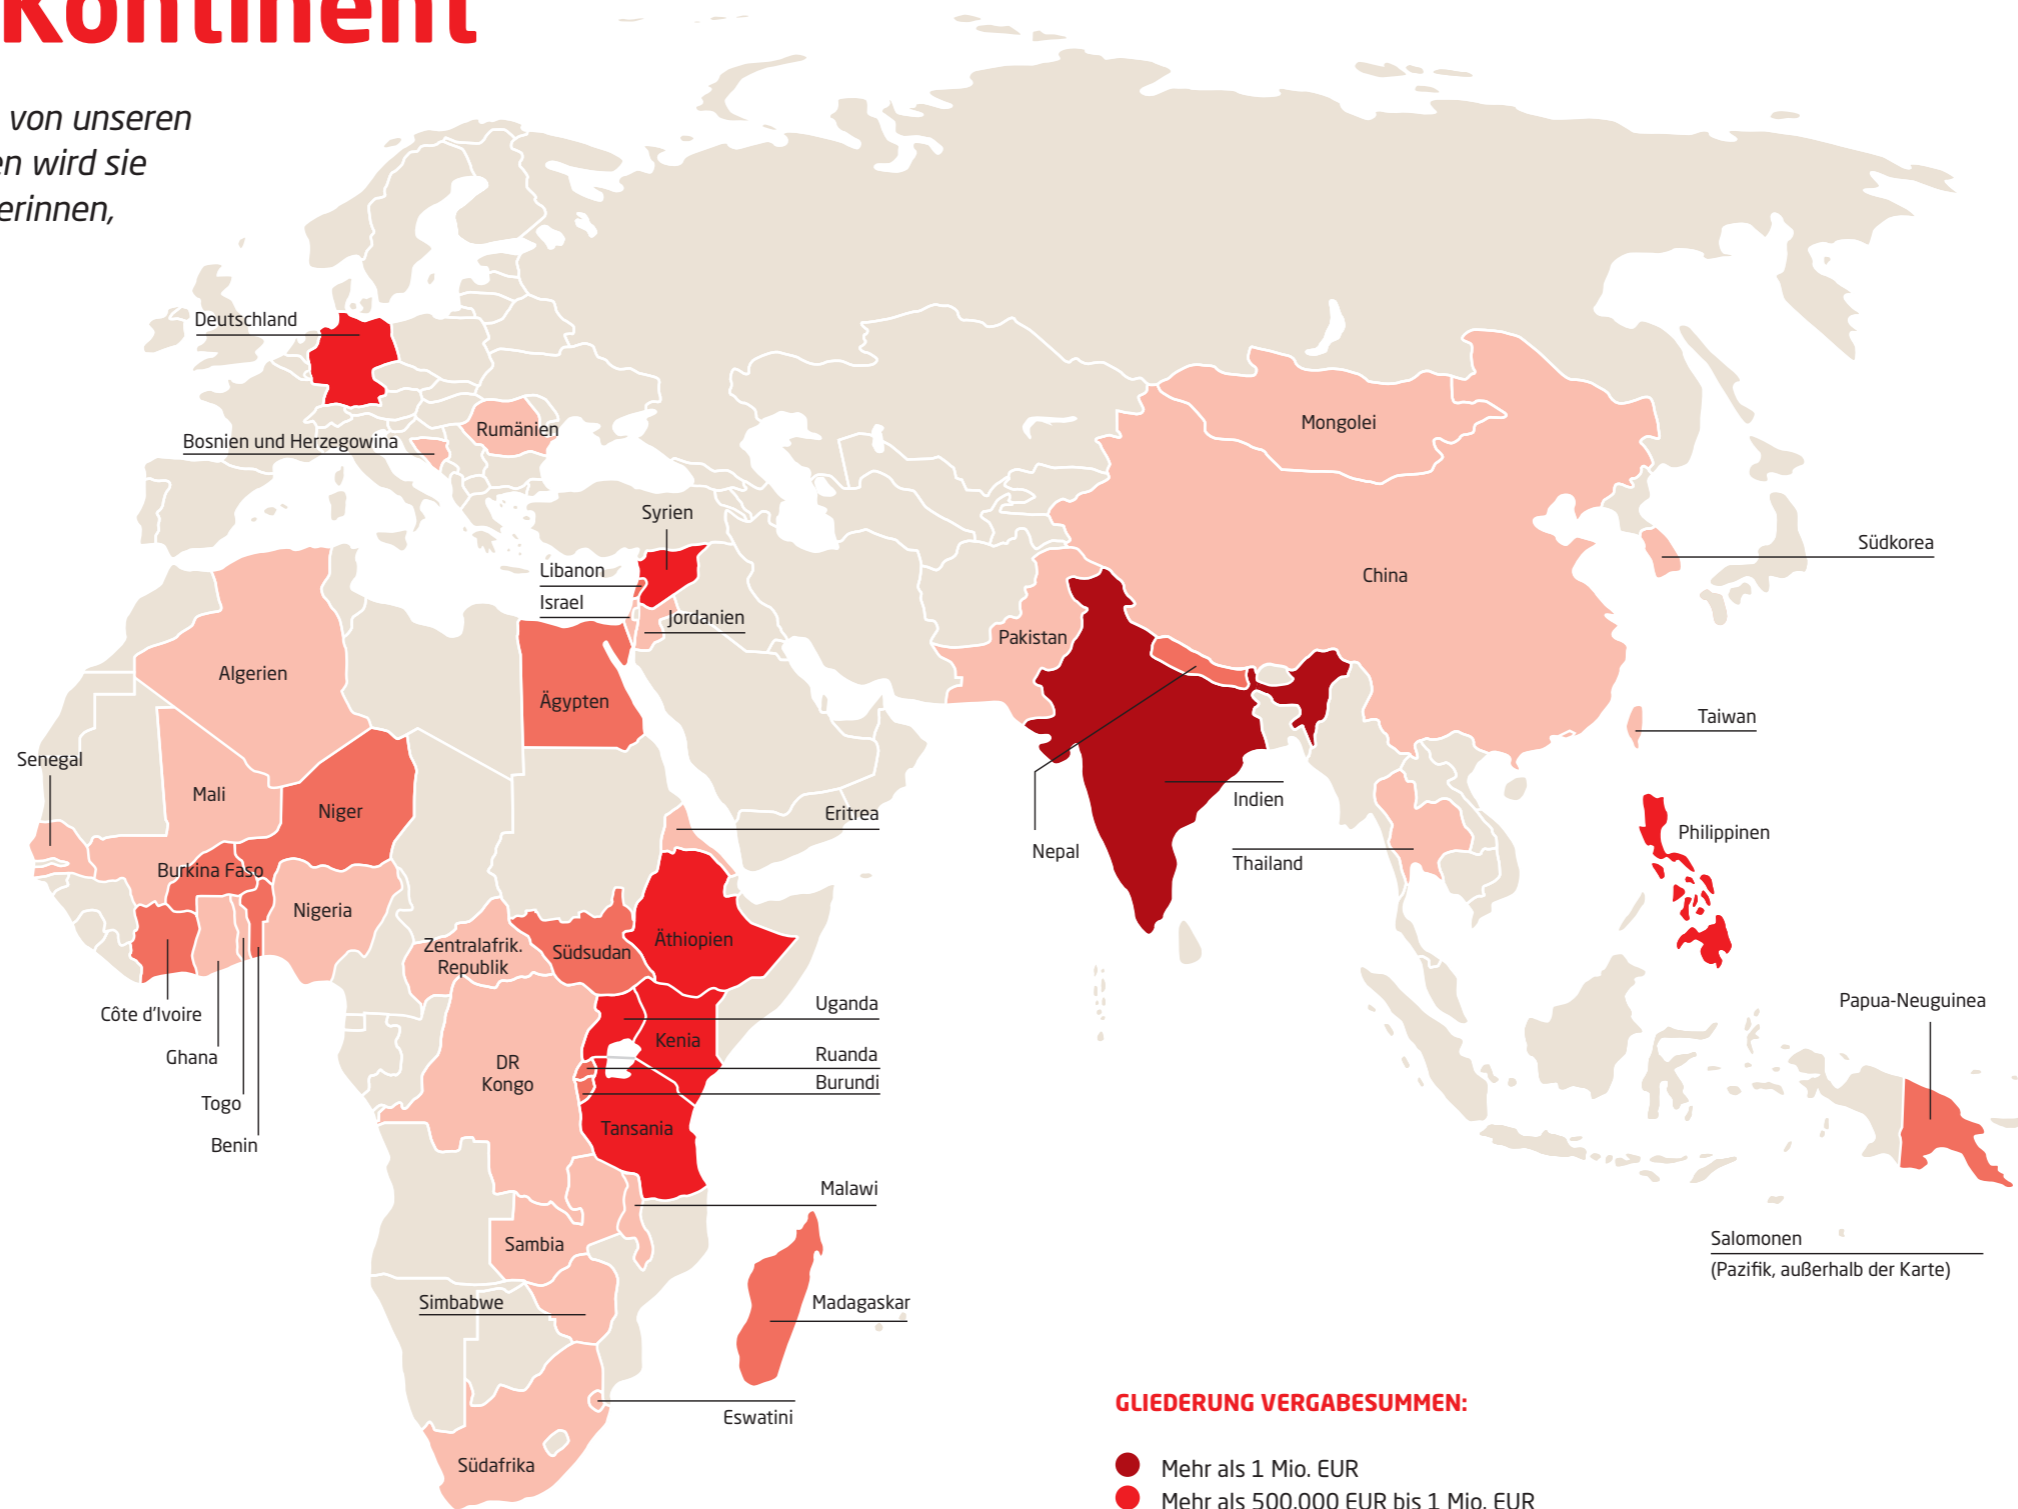 Kontinent
von unseren
en wird sie
erinnen,
Deutschland
Bosnien und Herzegowina
Rumänien
Syrien
Libanon
Israel
Jordanien
Mongolei
China
Südkorea
Pakistan
Taiwan
Algerien
Ägypten
Senegal
Mali
Niger
Burkina Faso
Nigeria
Eritrea
Indien
Nepal
Thailand
Philippinen
Zentralafrik.
Republik
Südsudan
Äthiopien
Côte d'Ivoire
Ghana
Togo
Benin
Uganda
Kenia
Ruanda
Burundi
DR
Kongo
Tansania
Papua-Neuguinea
Malawi
Sambia
Simbabwe
Madagaskar
Salomonen
(Pazifik, außerhalb der Karte)
Eswatini
Südafrika
GLIEDERUNG VERGABESUMMEN:
Mehr als 1 Mio. EUR
Mehr als 500.000 EUR bis 1 Mio. EUR